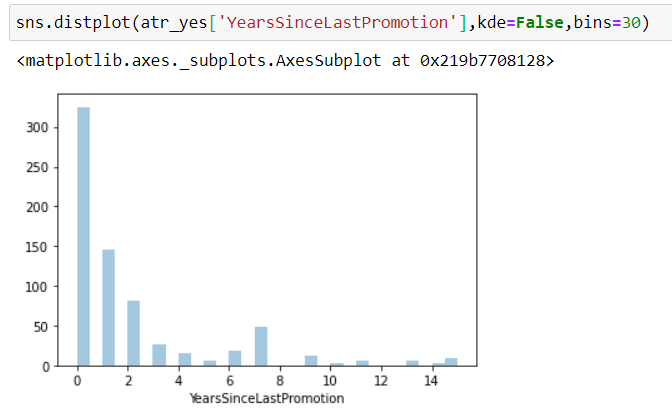 sns.distplot(atr_yes['YearsSinceLastPromotion'],kde=False,bins=30)
<matplotlib.axes._subplots.AxesSubplot at 0x219b7708128>
300
250
200
150
100
50
0
0 2 4 6 8 10 12 14
YearsSinceLastPromotion